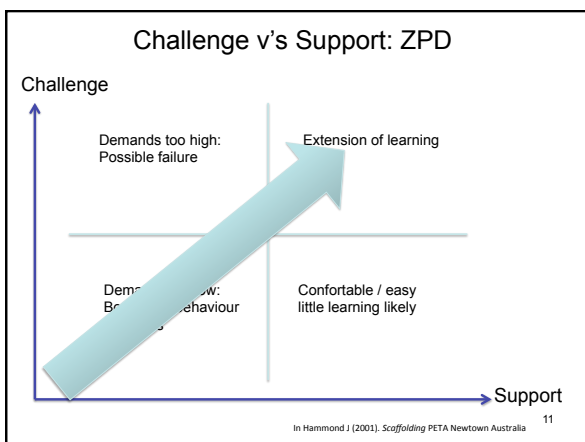 Challenge v's Support: ZPD
Challenge
Demands too high:
Possible failure
Extension of learning
Confortable / easy
little learning likely
Support
In Hammond J (2001). Scaffolding PETA Newtown Australia
11